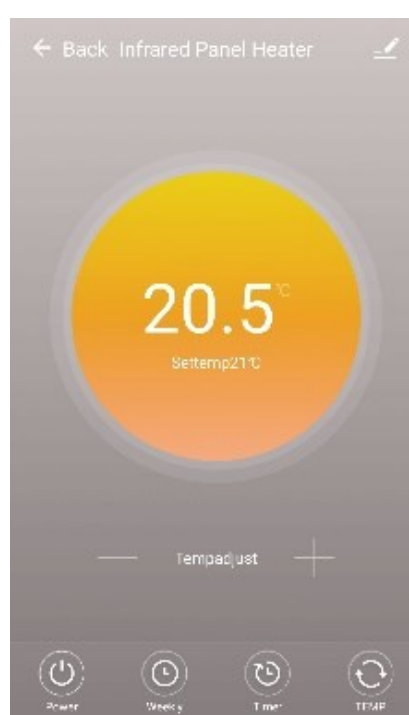 Back Infrared Panel Heater
20.5°C
Settemp21°C
Tempadjust
Power Weekly Timer TEMP